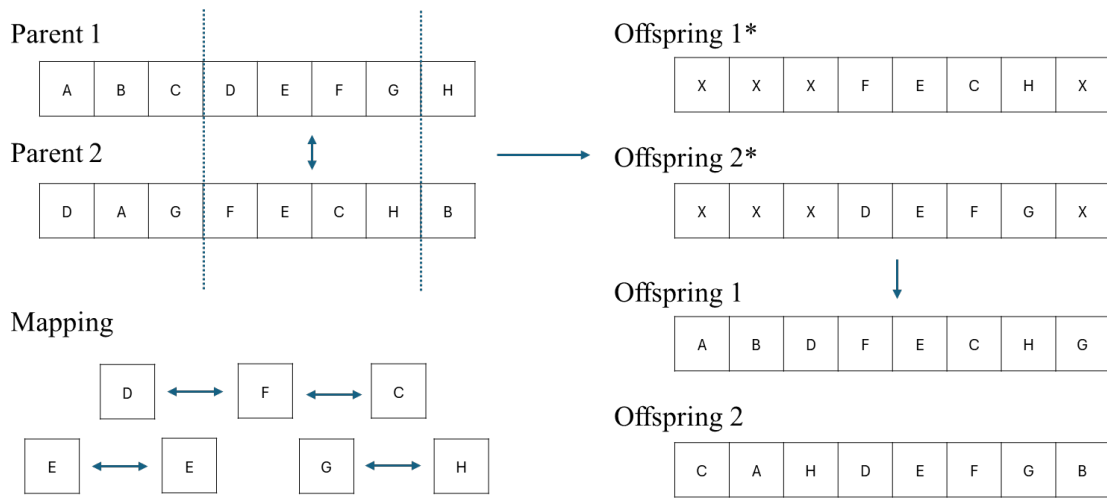 Parent 1
A B C D E F G H
Parent 2
D A G F E C H B
Mapping
D F C
E E G H
Offspring 1*
X X X F E C H X
Offspring 2*
X X X D E F G X
Offspring 1
A B D F E C H G
Offspring 2
C A H D E F G B